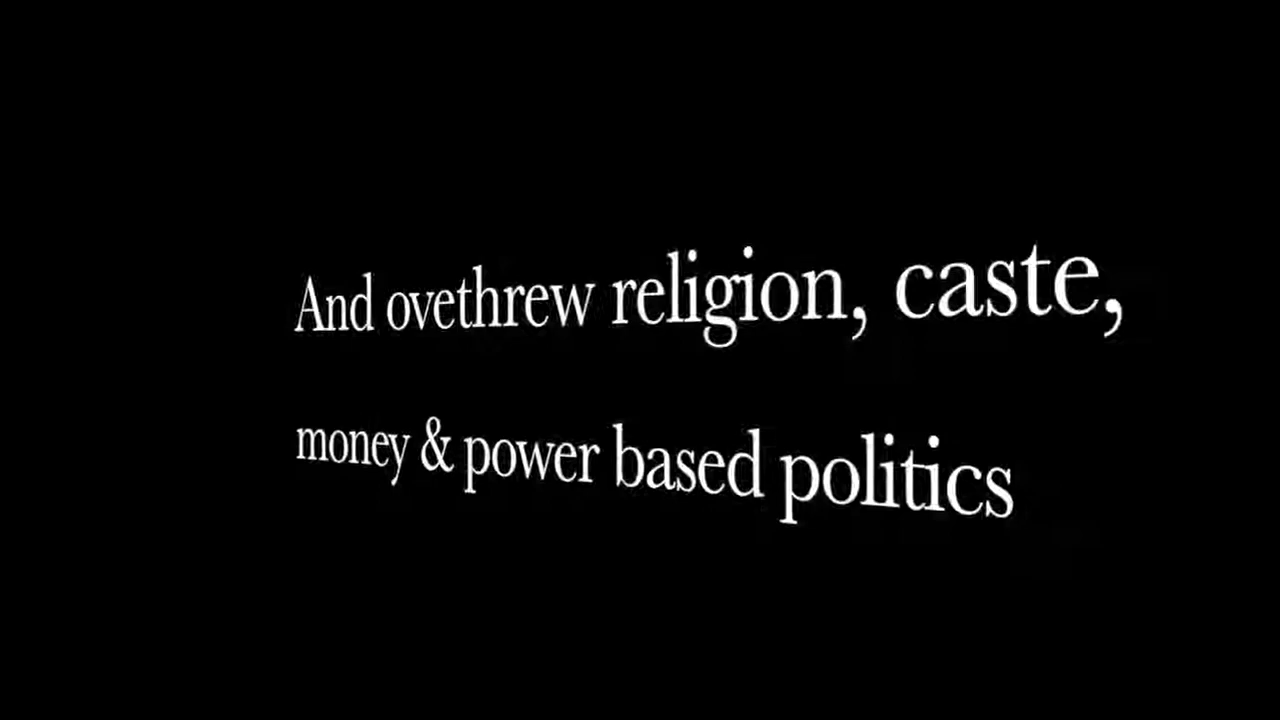 And ovethrew religion, caste,
money & power based politics